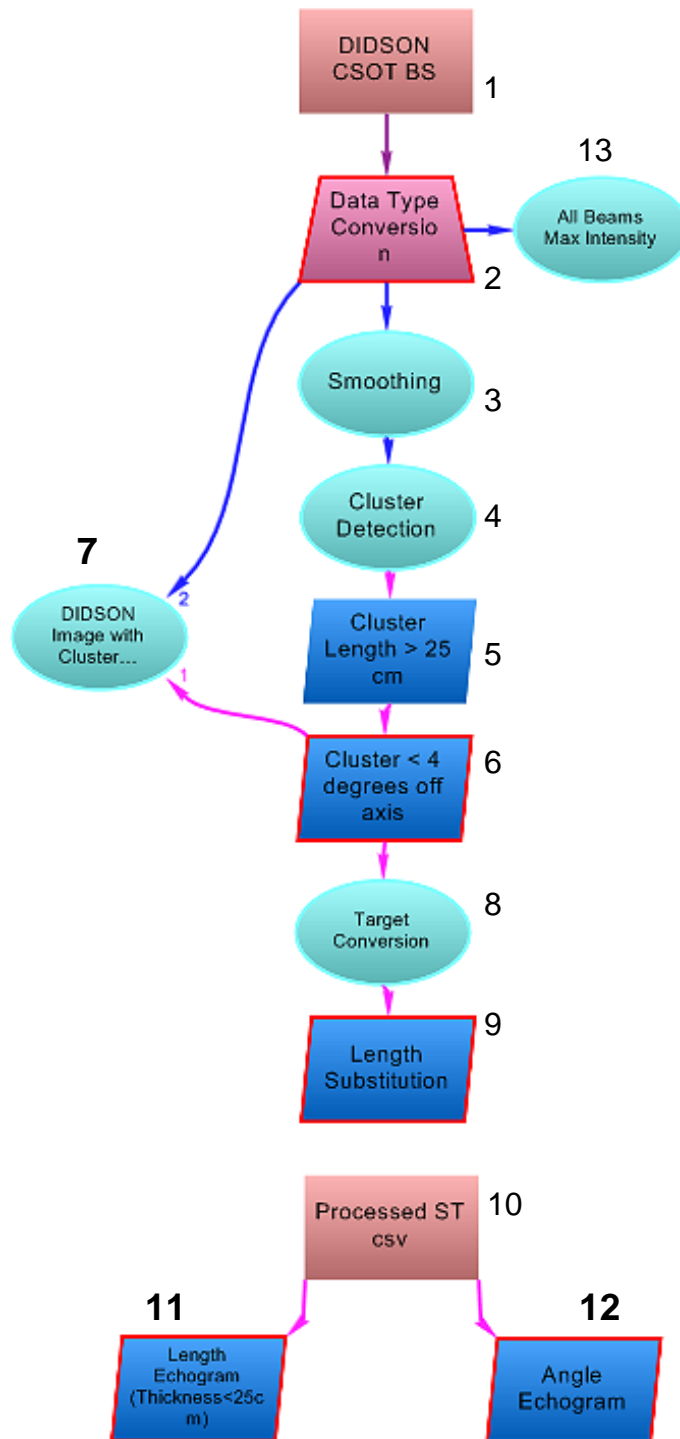 DIDSON
CSOT BS
1
13
Data Type
Conversio
n
2
All Beams
Max Intensity
Smoothing
3
Cluster
Detection
4
7
2
DIDSON
Image with
Cluster...
1
Cluster
Length > 25
cm
5
Cluster < 4
degrees off
axis
6
Target
Conversion
8
9
Length
Substitution
Processed ST
csv
10
11
12
Length
Echogram
(Thickness<25c
m)
Angle
Echogram